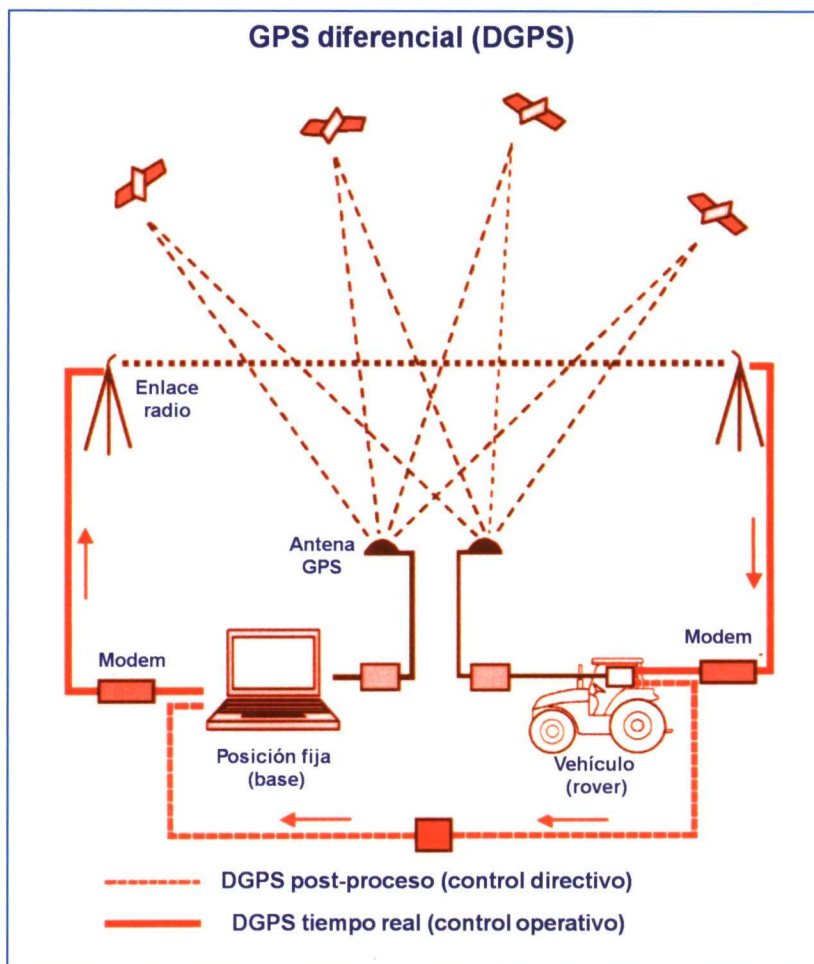 GPS diferencial (DGPS)
Enlace
radio
Antena
GPS
Modem
Modem
Posición fija
(base)
Vehículo
(rover)
DGPS post-proceso (control directivo)
DGPS tiempo real (control operativo)